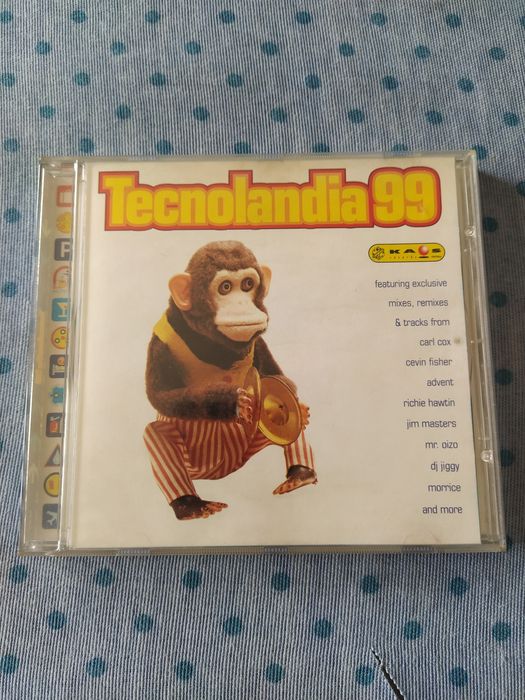 Tecnolandia 99
KAOS
records
featuring exclusive
mixes, remixes
& tracks from
carl cox
cevin fisher
advent
richie hawtin
jim masters
mr. oizo
dj jiggy
morrice
and more
P